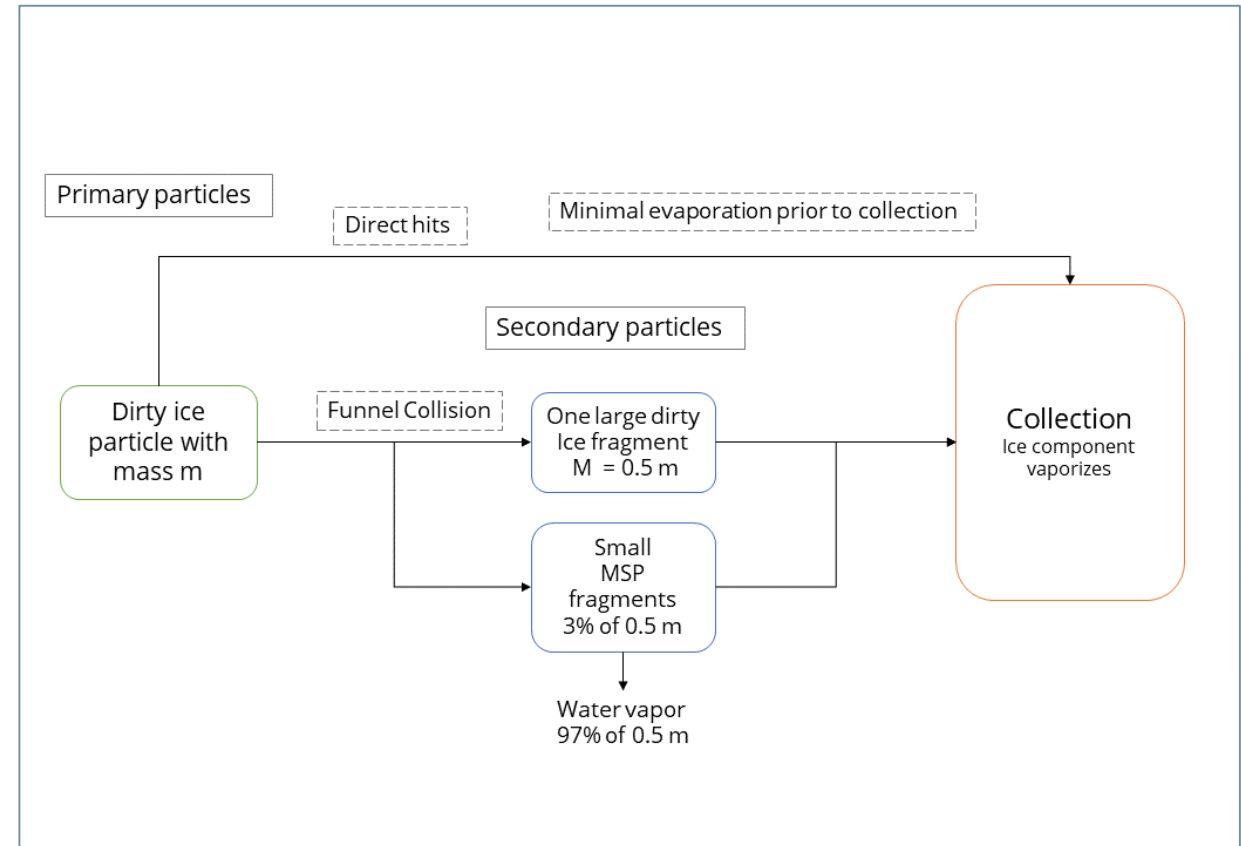 Primary particles
Direct hits
Minimal evaporation prior to collection
Secondary particles
Dirty ice
particle with
mass m
Funnel Collision
One large dirty
Ice fragment
M = 0.5 m
Small
MSP
fragments
3% of 0.5 m
Water vapor
97% of 0.5 m
Collection
Ice component
vaporizes